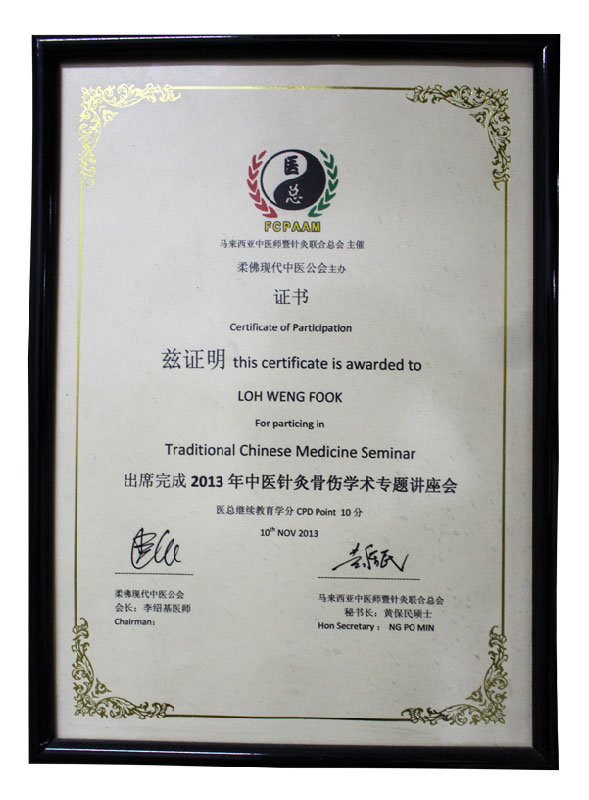 医
总
FCPAAM
马来西亚中医师暨针灸联合总会 主催
柔佛现代中医公会主办
证书
Certificate of Participation
兹证明 this certificate is awarded to
LOH WENG FOOK
For particing in
Traditional Chinese Medicine Seminar
出席完成 2013 年中医针灸骨伤学术专题讲座会
医总继续教育学分 CPD Point 10 分
10th NOV 2013
柔佛现代中医公会
会长：李绍基医师
Chairman：
马来西亚中医师暨针灸联合总会
秘书长：黄保民硕士
Hon Secretary： NG PO MIN